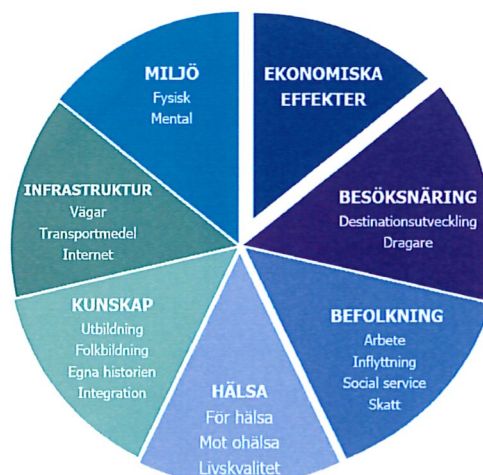 MILJÖ
Fysisk
Mental
EKONOMISKA
EFFEKTER
BESÖKSNÄRING
Destinationsutveckling
Dragare
BEFOLKNING
Arbete
Inflyttning
Social service
Skatt
HÄLSA
För hälsa
Mot ohälsa
Livskvalitet
KUNSKAP
Utbildning
Folkbildning
Egna historien
Integration
INFRASTRUKTUR
Vägar
Transportmedel
Internet